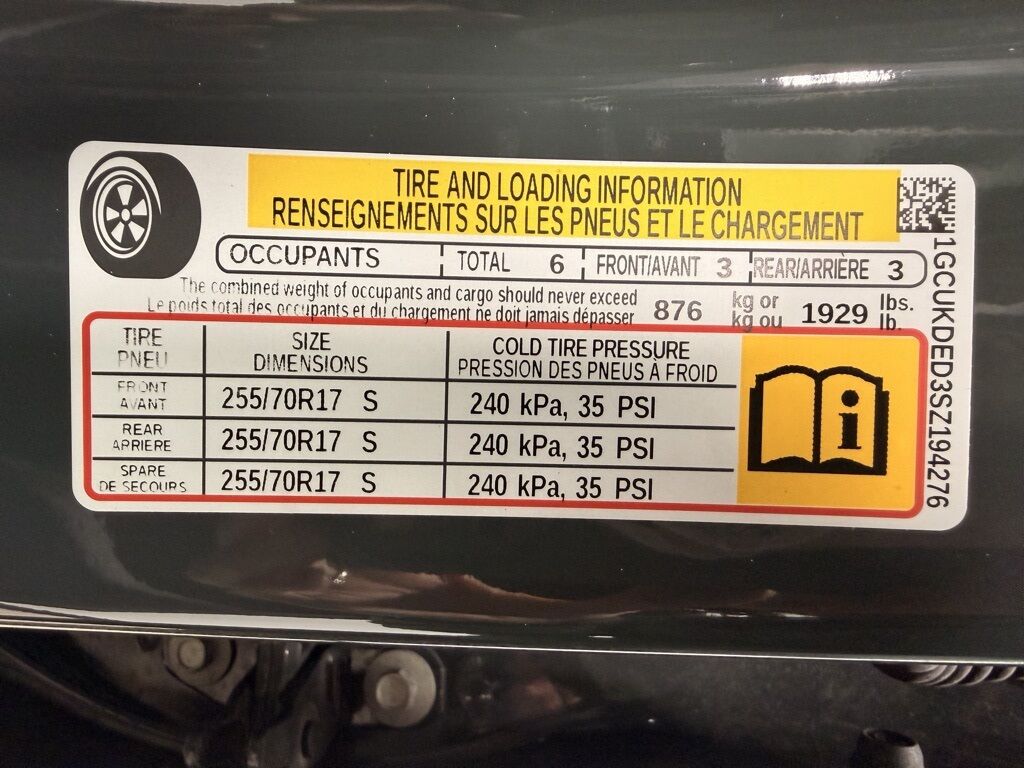 TIRE AND LOADING INFORMATION
RENSEIGNEMENTS SUR LES PNEUS ET LE CHARGEMENT
OCCUPANTS TOTAL 6 FRONT/AVANT 3 REAR/ARRIÈRE 3
The combined weight of occupants and cargo should never exceed 876 kg or 1929 lbs.
Le poids total des occupants et du chargement ne doit jamais dépasser kg ou lb.
TIRE SIZE COLD TIRE PRESSURE
PNEU DIMENSIONS PRESSION DES PNEUS À FROID
FRONT
AVANT 255/70R17 S 240 kPa, 35 PSI
REAR
ARRIERE 255/70R17 S 240 kPa, 35 PSI
SPARE
DE SECOURS 255/70R17 S 240 kPa, 35 PSI
i
1GCUKDED3SZ194276